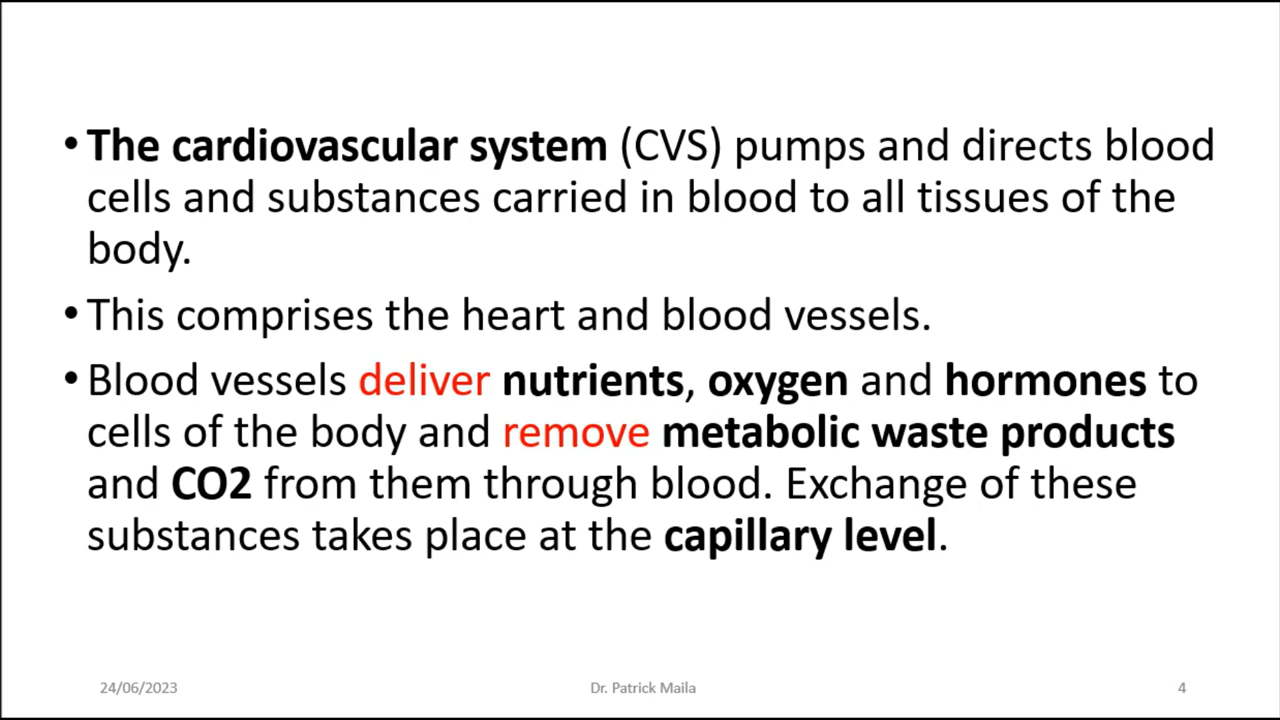 • The cardiovascular system (CVS) pumps and directs blood
cells and substances carried in blood to all tissues of the
body.
• This comprises the heart and blood vessels.
• Blood vessels deliver nutrients, oxygen and hormones to
cells of the body and remove metabolic waste products
and CO2 from them through blood. Exchange of these
substances takes place at the capillary level.
24/06/2023
Dr. Patrick Maila
4